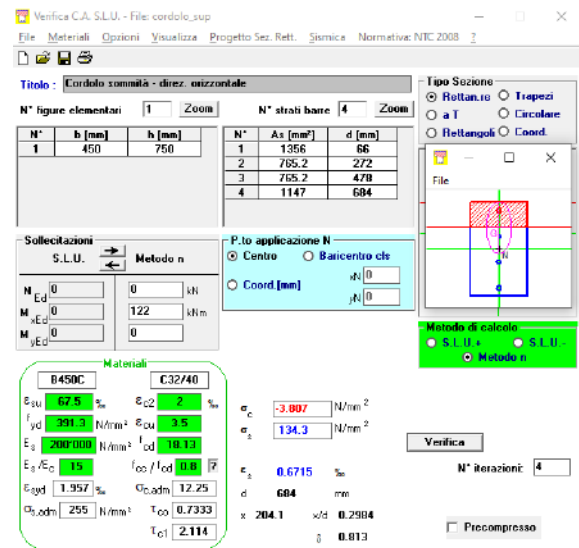 Verifica C.A. S.L.U. - File: cordolo_sup
File Materiali Opzioni Visualizza Progetto Sez. Rett. Sismica Normativa: NTC 2008 ?
Titolo : Cordolo sommità - direz. orizzontale
N° figure elementari 1 Zoom N° strati barre 4 Zoom
N° b [mm] h [mm]
1 450 750
N° As [mm²] d [mm]
1 1356 66
2 765.2 272
3 765.2 478
4 1147 684
Tipo Sezione
Rettan.re Trapezi
a T Circolare
Rettangoli Coord.
File
N
Sollecitazioni
S.L.U. Metodo n
N Ed 0 0 kN
M xEd 0 122 kNm
M yEd 0 0
P.to applicazione N
Centro Baricentro cls
Coord.[mm] xN 0
yN 0
Metodo di calcolo
S.L.U.+ S.L.U.-
Metodo n
Materiali
B450C C32/40
εsu 67.5 ‰ εc2 2 ‰
fyd 391.3 N/mm² εcu 3.5
Es 200'000 N/mm² fcd 18.13
Es/Ec 15 fcc / fcd 0.8 ?
εsyd 1.957 ‰ σc,adm 12.25
σs,adm 255 N/mm² τco 0.7333
τc1 2.114
σc -3.807 N/mm²
σs 134.3 N/mm²
εs 0.6715 ‰
d 684 mm
x 204.1 x/d 0.2984
δ 0.813
Verifica
N° iterazioni: 4
Precompresso